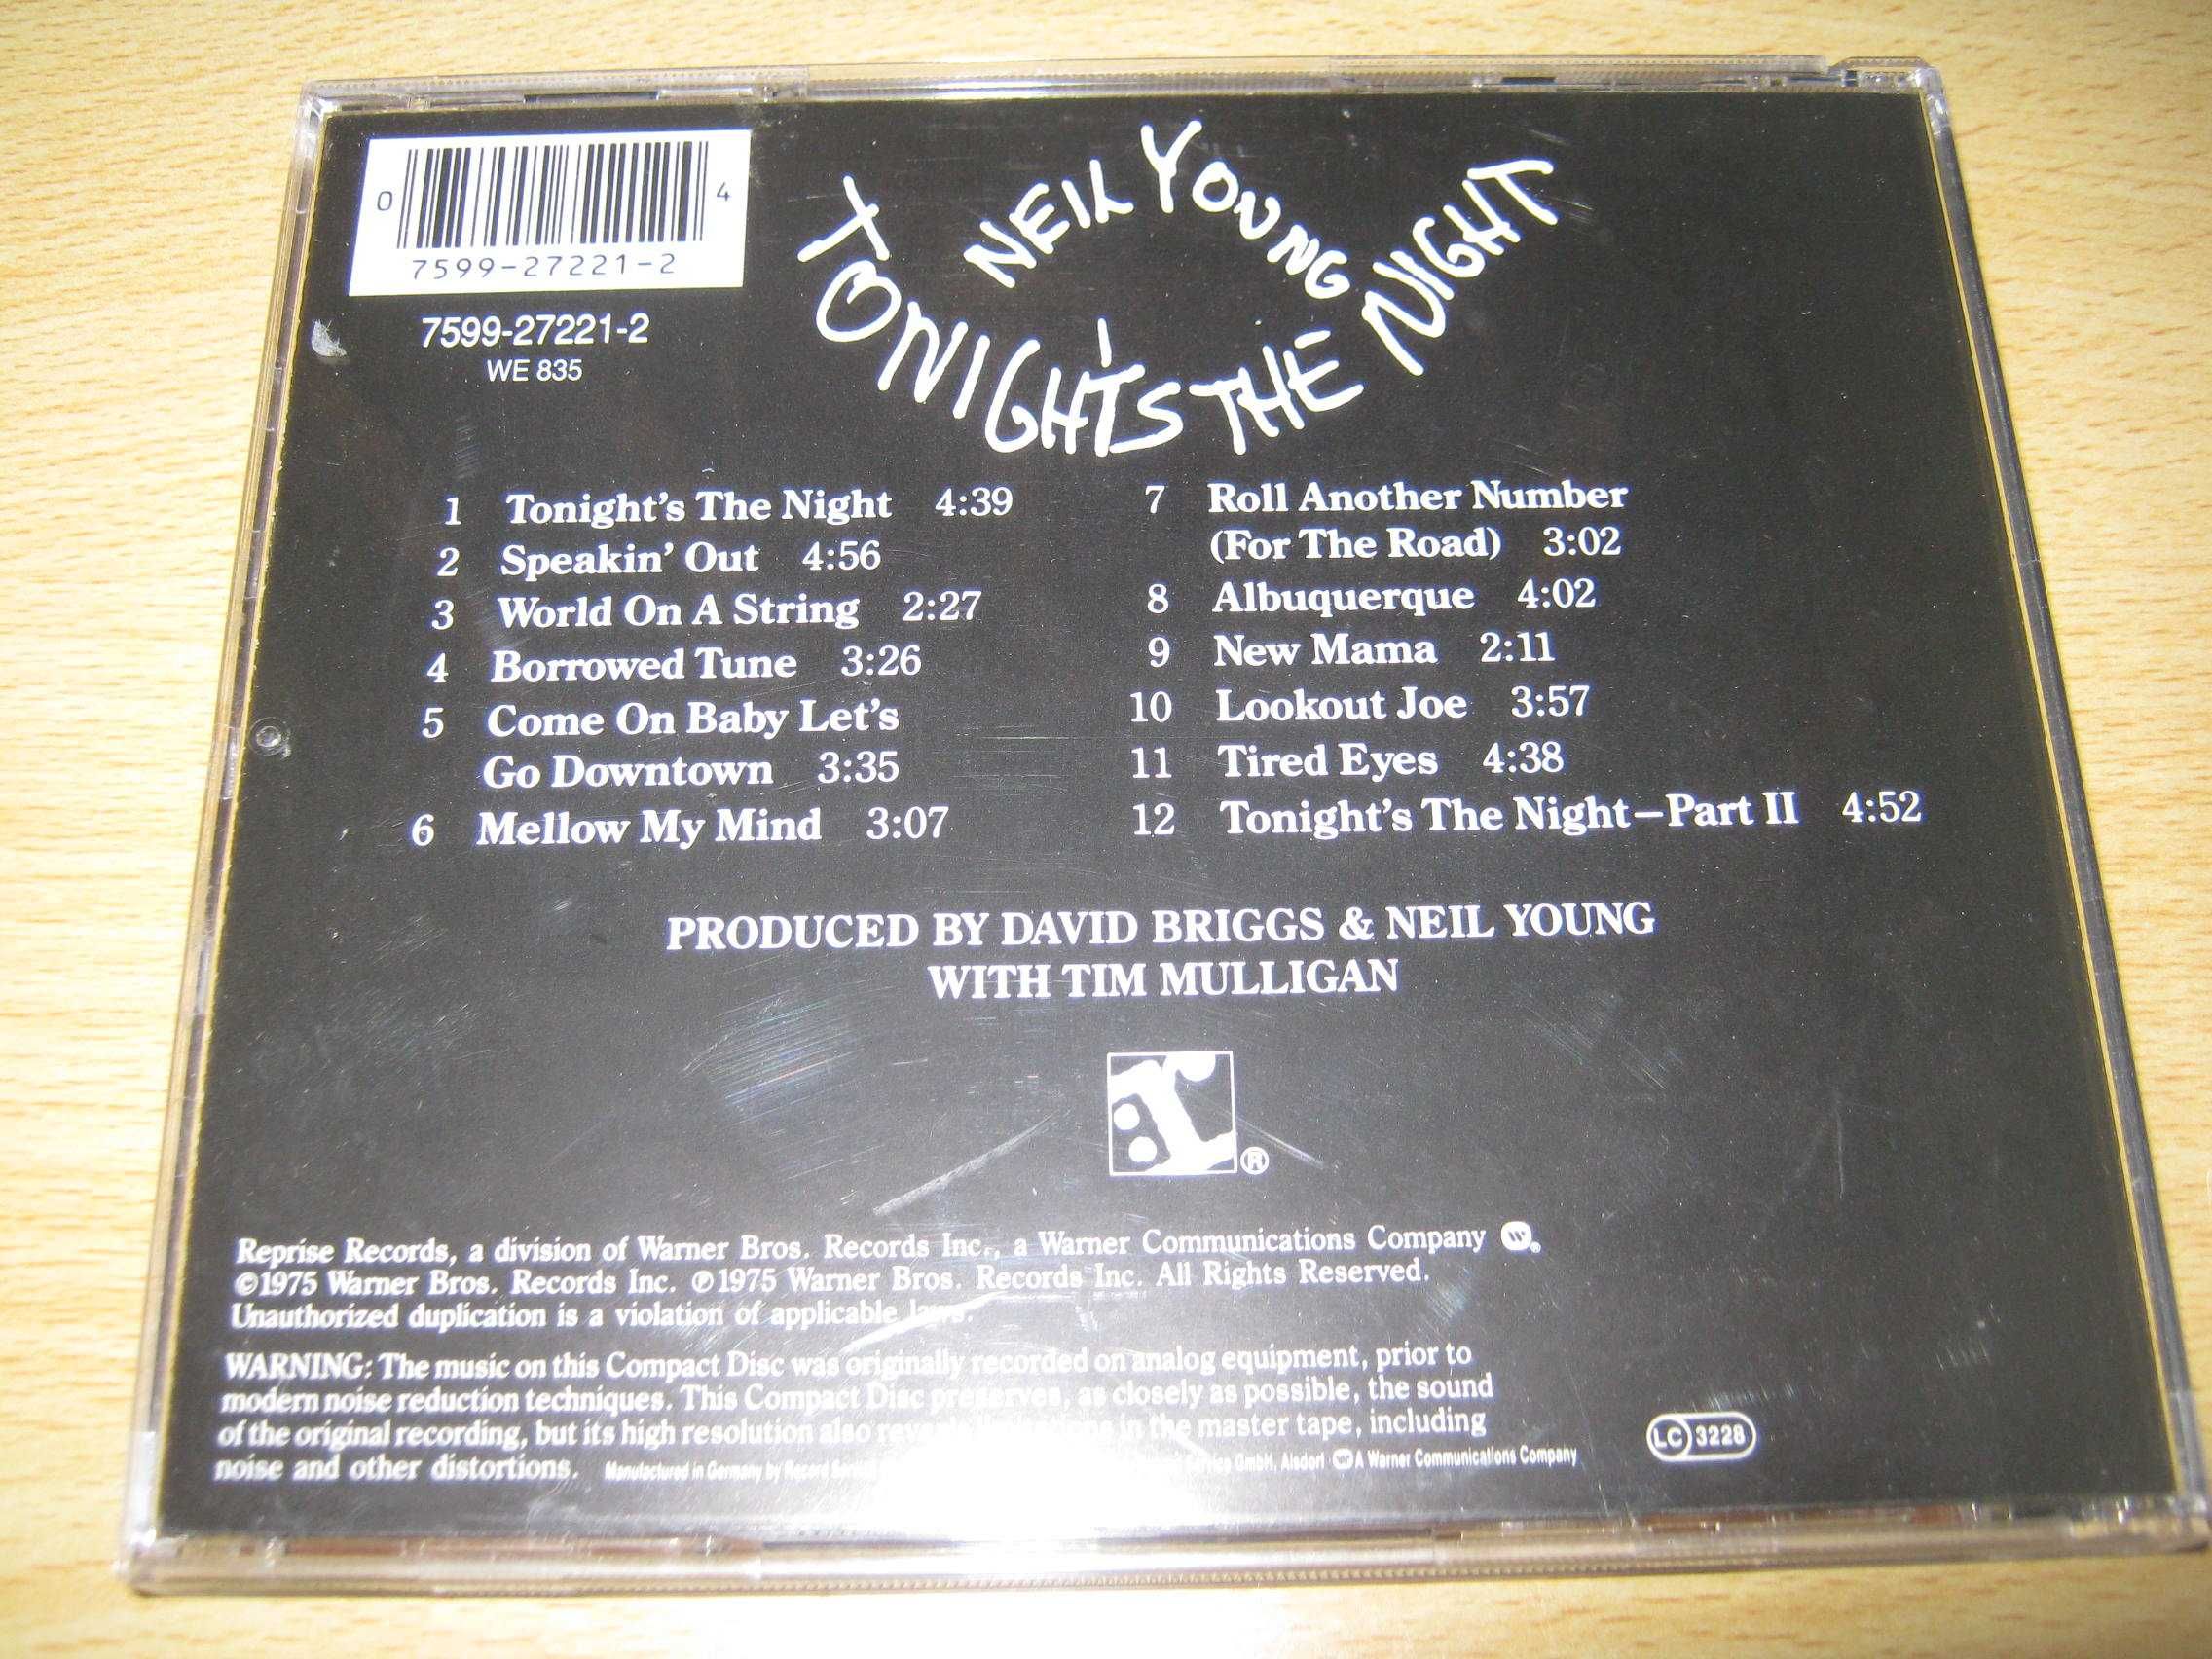 0 4
7599-27221-2
7599-27221-2
WE 835
NEIL YOUNG
TONIGHT'S THE NIGHT
1 Tonight's The Night 4:39
2 Speakin' Out 4:56
3 World On A String 2:27
4 Borrowed Tune 3:26
5 Come On Baby Let's
Go Downtown 3:35
6 Mellow My Mind 3:07
7 Roll Another Number
(For The Road) 3:02
8 Albuquerque 4:02
9 New Mama 2:11
10 Lookout Joe 3:57
11 Tired Eyes 4:38
12 Tonight's The Night—Part II 4:52
PRODUCED BY DAVID BRIGGS & NEIL YOUNG
WITH TIM MULLIGAN
r: ®
Reprise Records, a division of Warner Bros. Records Inc., a Warner Communications Company W®
©1975 Warner Bros. Records Inc. ℗1975 Warner Bros. Records Inc. All Rights Reserved.
Unauthorized duplication is a violation of applicable laws.
WARNING: The music on this Compact Disc was originally recorded on analog equipment, prior to
modern noise reduction techniques. This Compact Disc preserves, as closely as possible, the sound
of the original recording, but its high resolution also in the master tape, including
noise and other distortions. Manufactured in Germany by Record Service GmbH, Alsdorf W A Warner Communications Company
LC 3228